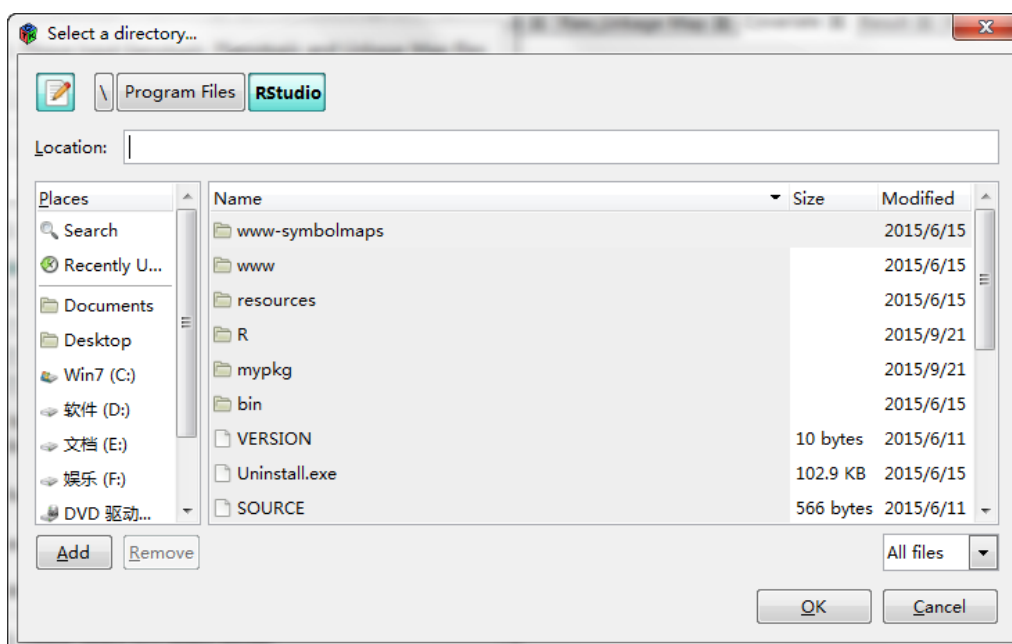 Select a directory...
\ Program Files RStudio
Location:
Places Name Size Modified
Search www-symbolmaps 2015/6/15
Recently U... www 2015/6/15
Documents resources 2015/6/15
Desktop R 2015/9/21
Win7 (C:) mypkg 2015/9/21
软件 (D:) bin 2015/6/15
文档 (E:) VERSION 10 bytes 2015/6/11
娱乐 (F:) Uninstall.exe 102.9 KB 2015/6/15
DVD 驱动... SOURCE 566 bytes 2015/6/11
Add Remove All files
OK Cancel